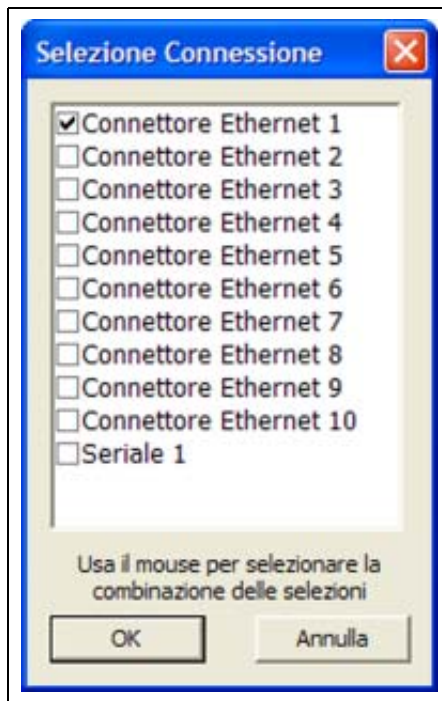 Selezione Connessione
Connettore Ethernet 1
Connettore Ethernet 2
Connettore Ethernet 3
Connettore Ethernet 4
Connettore Ethernet 5
Connettore Ethernet 6
Connettore Ethernet 7
Connettore Ethernet 8
Connettore Ethernet 9
Connettore Ethernet 10
Seriale 1
Usa il mouse per selezionare la
combinazione delle selezioni
OK Annulla